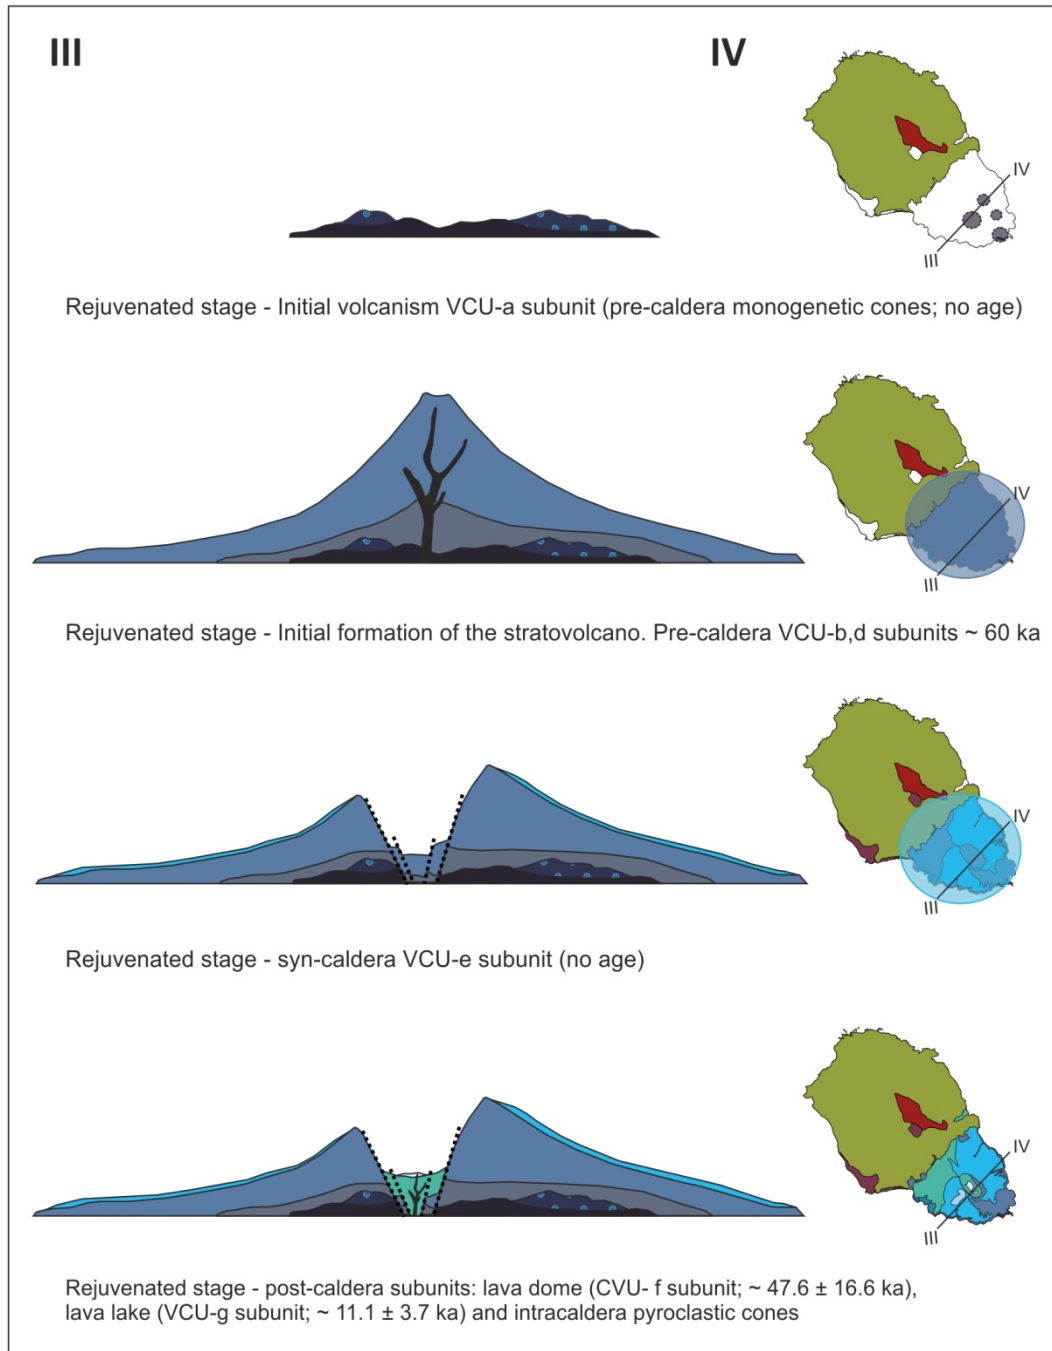 III
IV
IV
III
Rejuvenated stage - Initial volcanism VCU-a subunit (pre-caldera monogenetic cones; no age)
IV
III
Rejuvenated stage - Initial formation of the stratovolcano. Pre-caldera VCU-b,d subunits ~ 60 ka
IV
III
Rejuvenated stage - syn-caldera VCU-e subunit (no age)
IV
III
Rejuvenated stage - post-caldera subunits: lava dome (CVU- f subunit; ~ 47.6 ± 16.6 ka),
lava lake (VCU-g subunit; ~ 11.1 ± 3.7 ka) and intracaldera pyroclastic cones